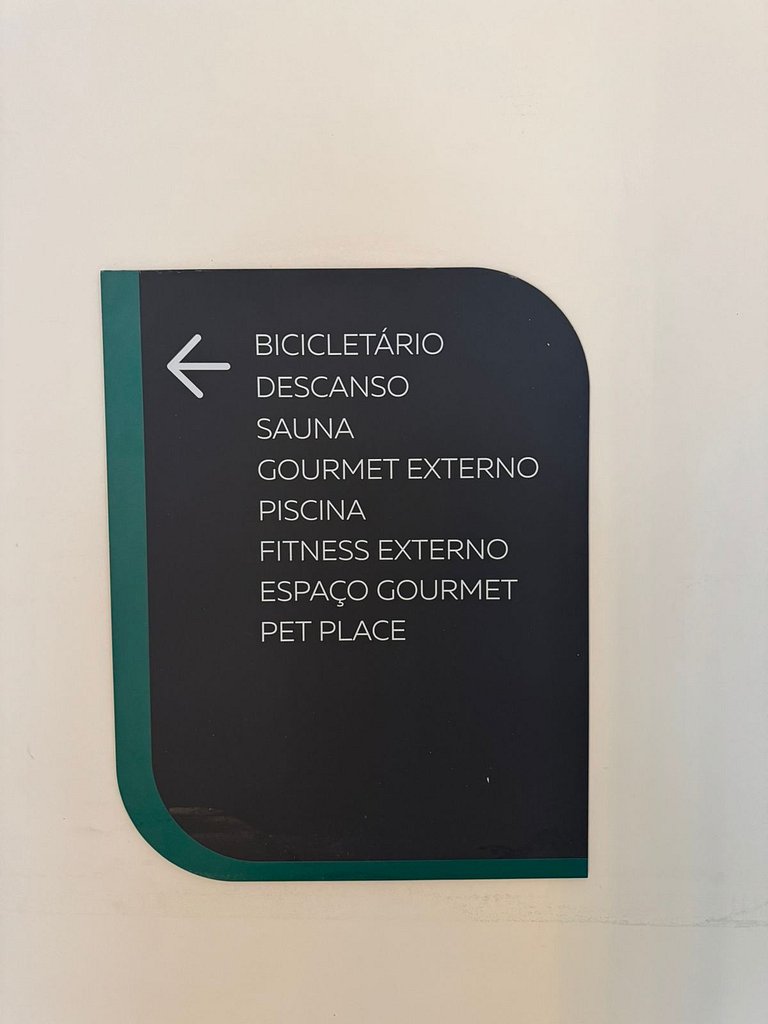 BICICLETÁRIO
DESCANSO
SAUNA
GOURMET EXTERNO
PISCINA
FITNESS EXTERNO
ESPAÇO GOURMET
PET PLACE